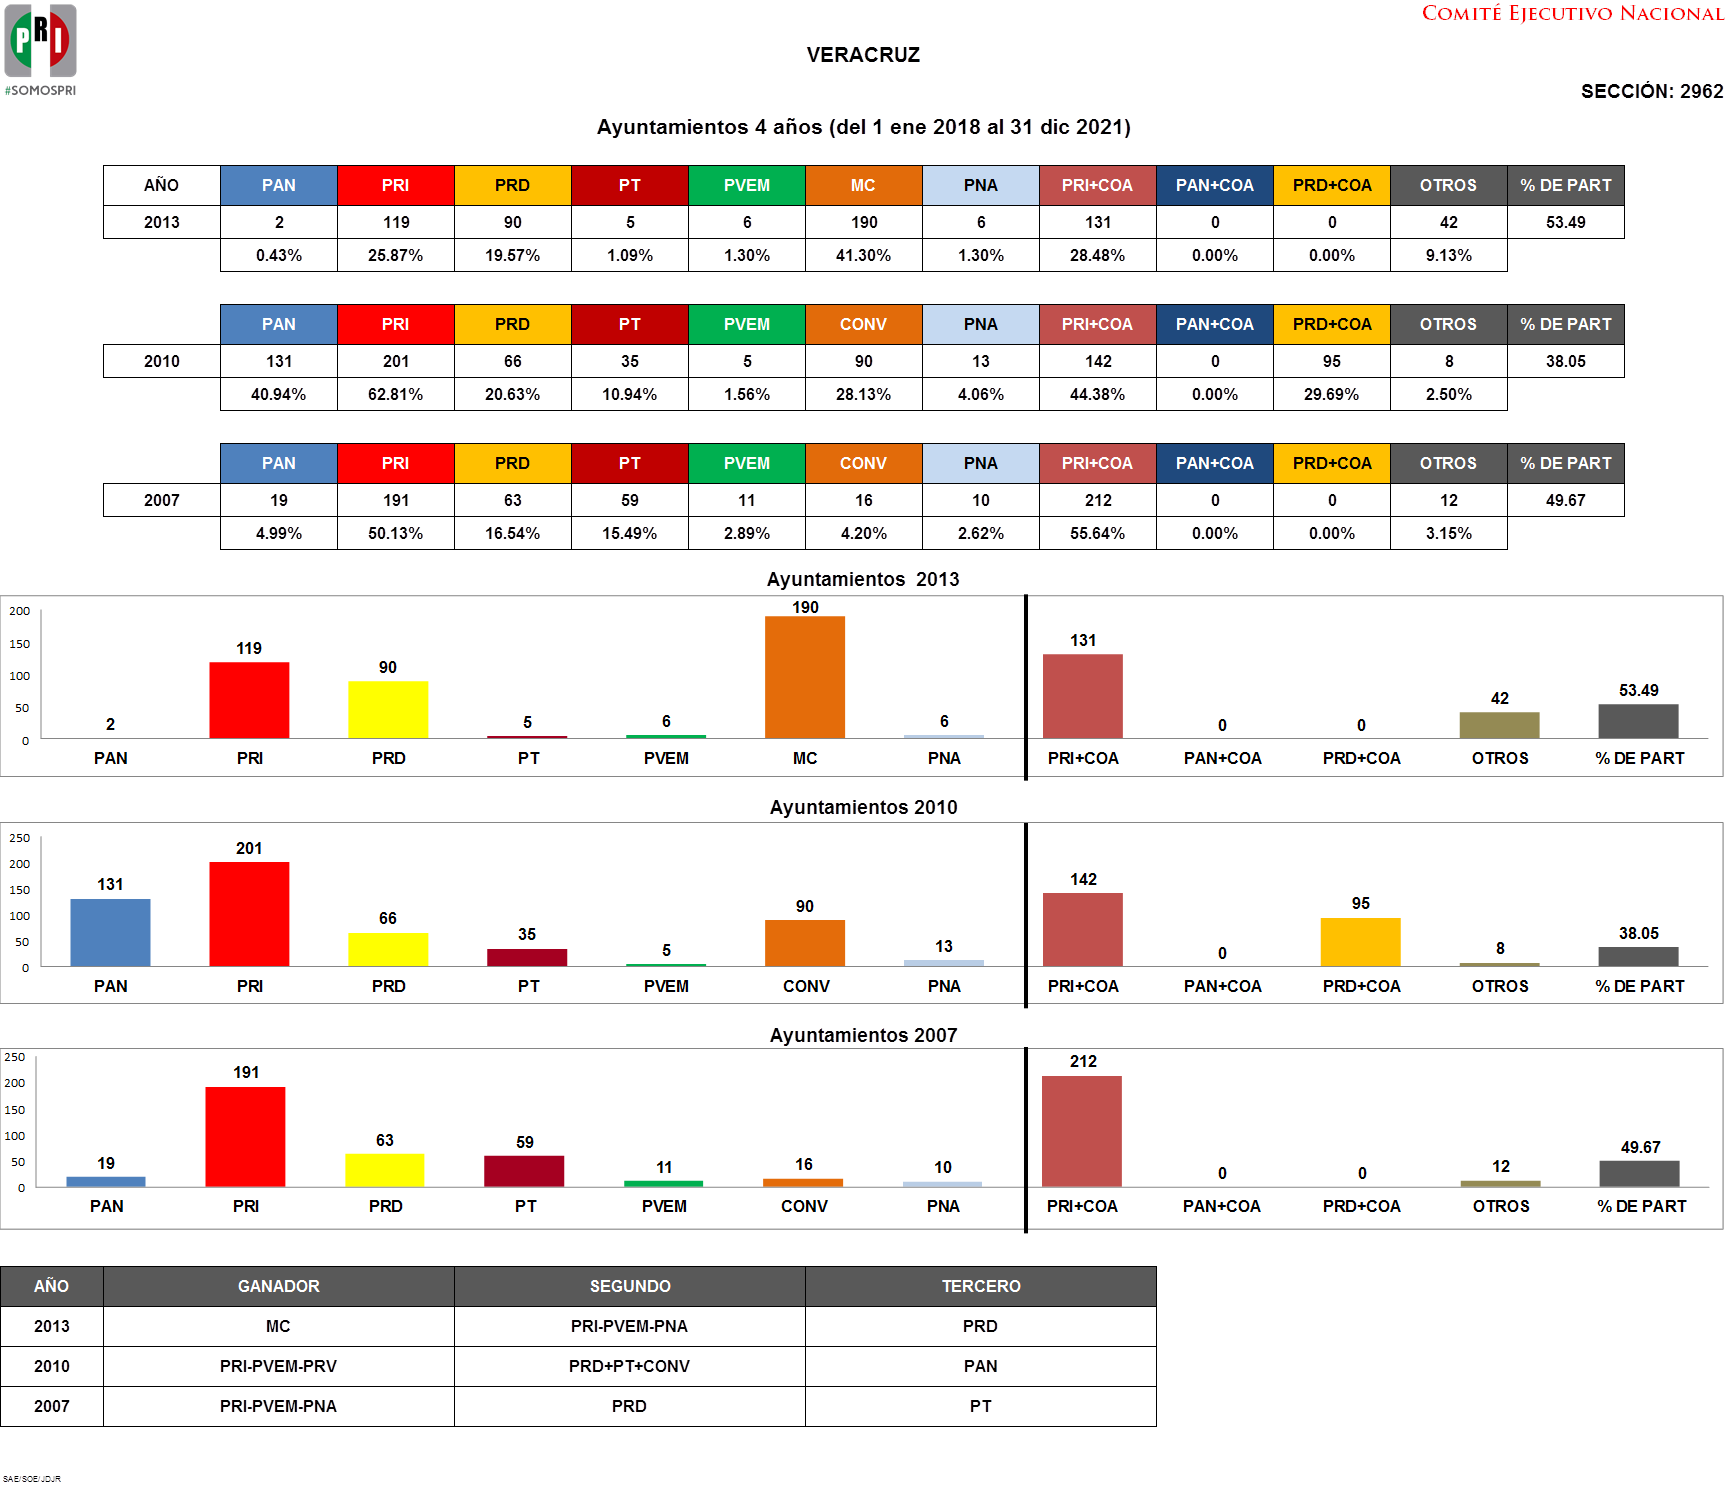 PRI
#SOMOSPRI
COMITÉ EJECUTIVO NACIONAL
VERACRUZ
SECCIÓN: 2962
Ayuntamientos 4 años (del 1 ene 2018 al 31 dic 2021)
AÑO PAN PRI PRD PT PVEM MC PNA PRI+COA PAN+COA PRD+COA OTROS % DE PART
2013 2 119 90 5 6 190 6 131 0 0 42 53.49
0.43% 25.87% 19.57% 1.09% 1.30% 41.30% 1.30% 28.48% 0.00% 0.00% 9.13%
PAN PRI PRD PT PVEM CONV PNA PRI+COA PAN+COA PRD+COA OTROS % DE PART
2010 131 201 66 35 5 90 13 142 0 95 8 38.05
40.94% 62.81% 20.63% 10.94% 1.56% 28.13% 4.06% 44.38% 0.00% 29.69% 2.50%
PAN PRI PRD PT PVEM CONV PNA PRI+COA PAN+COA PRD+COA OTROS % DE PART
2007 19 191 63 59 11 16 10 212 0 0 12 49.67
4.99% 50.13% 16.54% 15.49% 2.89% 4.20% 2.62% 55.64% 0.00% 0.00% 3.15%
Ayuntamientos 2013
200
150
100
50
0
2 119 90 5 6 190 6 131 0 0 42 53.49
PAN PRI PRD PT PVEM MC PNA PRI+COA PAN+COA PRD+COA OTROS % DE PART
Ayuntamientos 2010
250
200
150
100
50
0
131 201 66 35 5 90 13 142 0 95 8 38.05
PAN PRI PRD PT PVEM CONV PNA PRI+COA PAN+COA PRD+COA OTROS % DE PART
Ayuntamientos 2007
250
200
150
100
50
0
19 191 63 59 11 16 10 212 0 0 12 49.67
PAN PRI PRD PT PVEM CONV PNA PRI+COA PAN+COA PRD+COA OTROS % DE PART
AÑO GANADOR SEGUNDO TERCERO
2013 MC PRI-PVEM-PNA PRD
2010 PRI-PVEM-PRV PRD+PT+CONV PAN
2007 PRI-PVEM-PNA PRD PT
SAE/SOE/JDJR